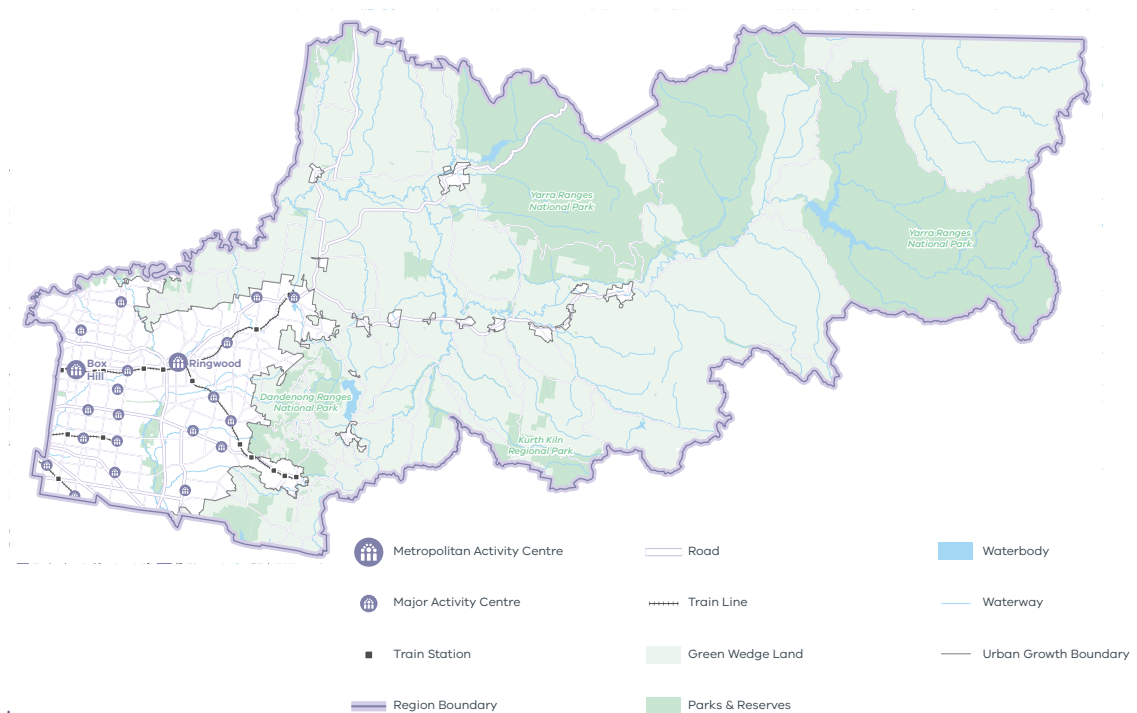 Yarra Ranges
National Park
Yarra Ranges
National Park
Box
Hill
Ringwood
Dandenong Ranges
National Park
Kurth Kiln
Regional Park
Metropolitan Activity Centre
Road
Waterbody
Major Activity Centre
Train Line
Waterway
Train Station
Green Wedge Land
Urban Growth Boundary
Region Boundary
Parks & Reserves